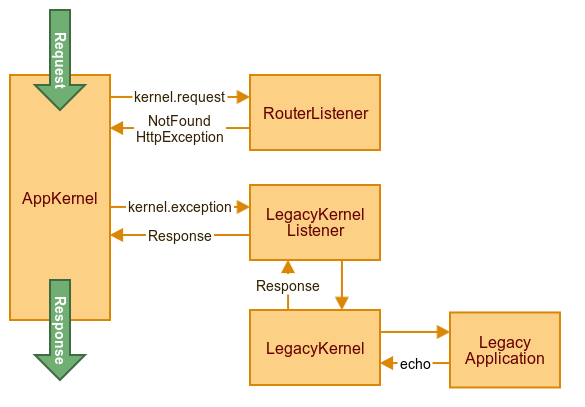 Request
kernel.request
RouterListener
NotFound
HttpException
AppKernel
kernel.exception
LegacyKernel
Listener
Response
Response
Response
LegacyKernel
Legacy
Application
echo